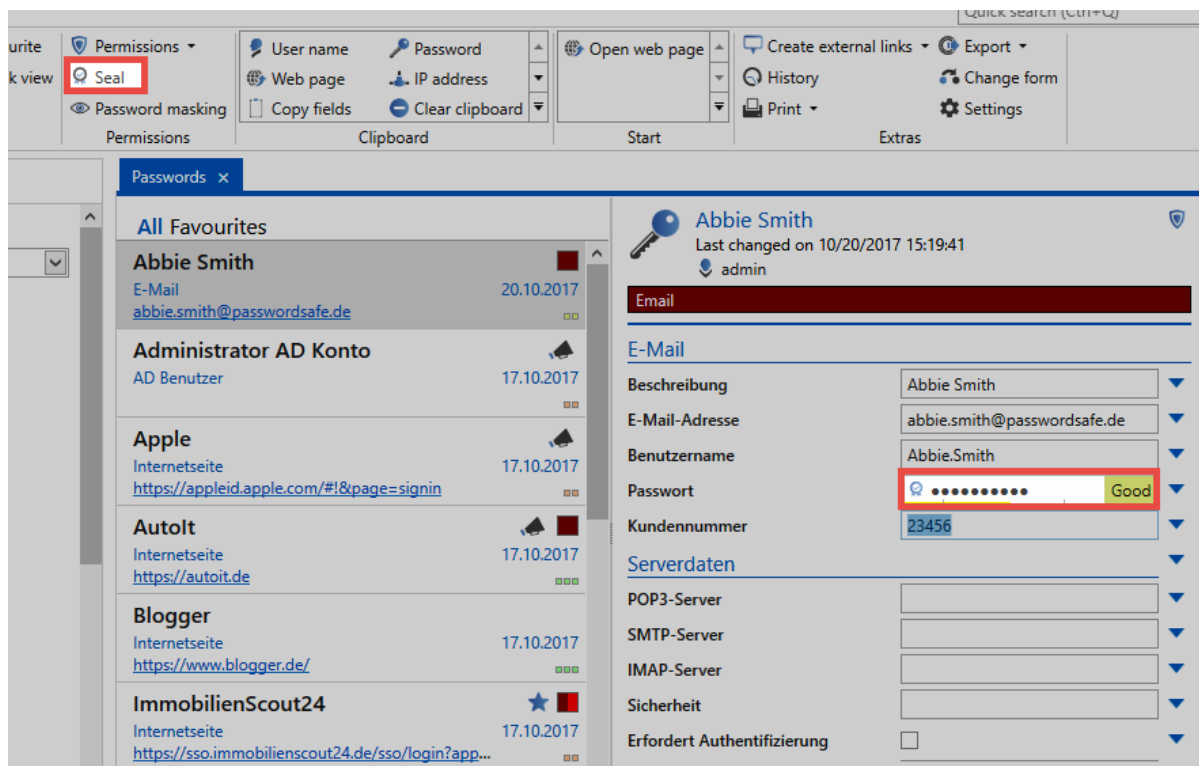 Quick search (Ctrl+Q)
urite Permissions User name Password Open web page Create external links Export
k view Seal Web page IP address History Change form
Password masking Copy fields Clear clipboard Print Settings
Permissions Clipboard Start Extras
Passwords x
All Favourites
Abbie Smith
E-Mail 20.10.2017
abbie.smith@passwordsafe.de
Administrator AD Konto
AD Benutzer 17.10.2017
Apple
Internetseite 17.10.2017
https://appleid.apple.com/#!&page=signin
AutoIt
Internetseite 17.10.2017
https://autoit.de
Blogger
Internetseite 17.10.2017
https://www.blogger.de/
ImmobilienScout24
Internetseite 17.10.2017
https://sso.immobilienscout24.de/sso/login?app...
Abbie Smith
Last changed on 10/20/2017 15:19:41
admin
Email
E-Mail
Beschreibung Abbie Smith
E-Mail-Adresse abbie.smith@passwordsafe.de
Benutzername Abbie.Smith
Passwort ●●●●●●●●●● Good
Kundennummer 23456
Serverdaten
POP3-Server
SMTP-Server
IMAP-Server
Sicherheit
Erfordert Authentifizierung